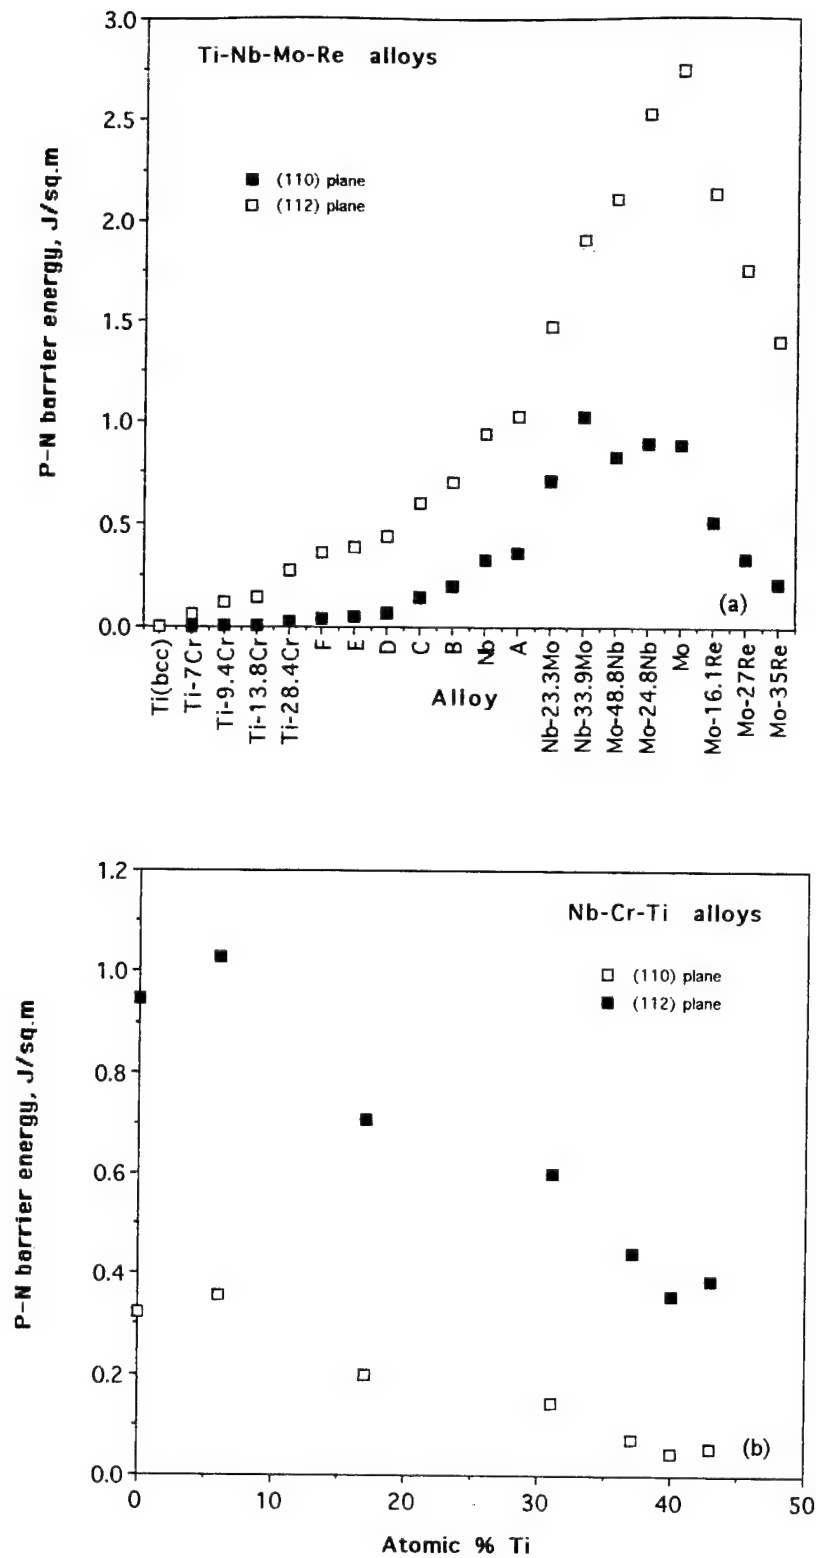 3.0
Ti-Nb-Mo-Re alloys
2.5
(110) plane
(112) plane
2.0
1.5
1.0
0.5
0.0
P-N barrier energy, J/sq.m
(a)
Ti(bcc)
Ti-7Cr
Ti-9.4Cr
Ti-13.8Cr
Ti-28.4Cr
F
E
D
C
B
Nb
A
Nb-23.3Mo
Nb-33.9Mo
Mo-48.8Nb
Mo-24.8Nb
Mo
Mo-16.1Re
Mo-27Re
Mo-35Re
Alloy
1.2
Nb-Cr-Ti alloys
(110) plane
(112) plane
1.0
0.8
0.6
0.4
0.2
0.0
P-N barrier energy, J/sq.m
(b)
0 10 20 30 40 50
Atomic % Ti